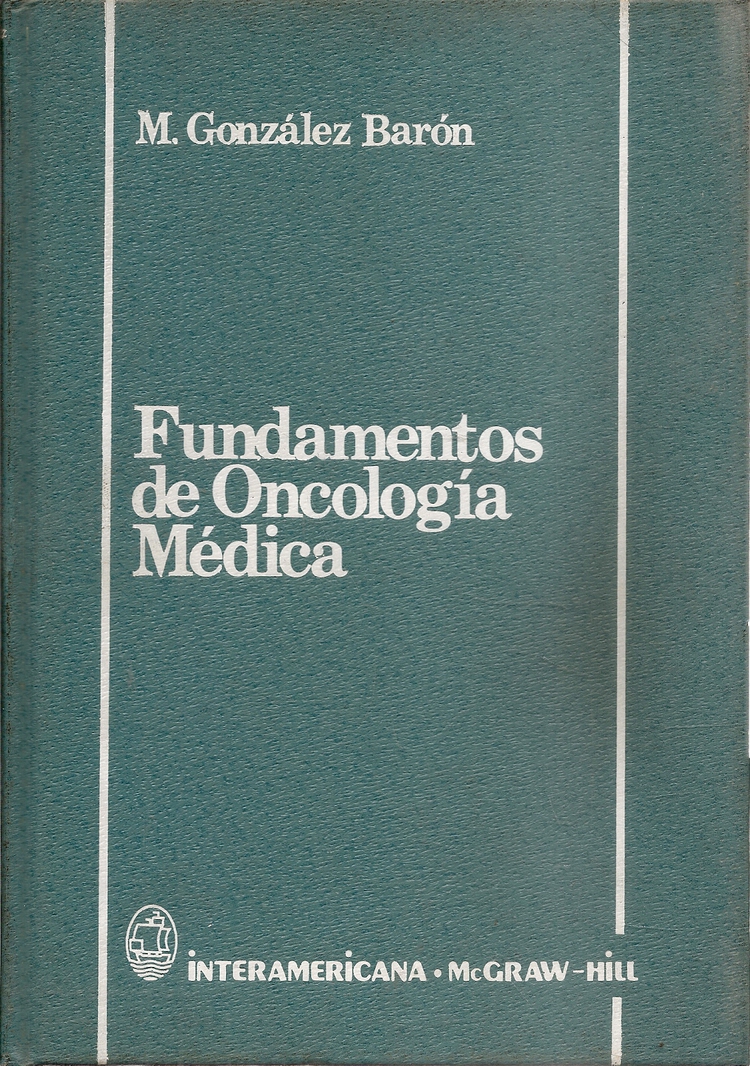 M. González Barón
Fundamentos
de Oncología
Médica
INTERAMERICANA • McGRAW-HILL